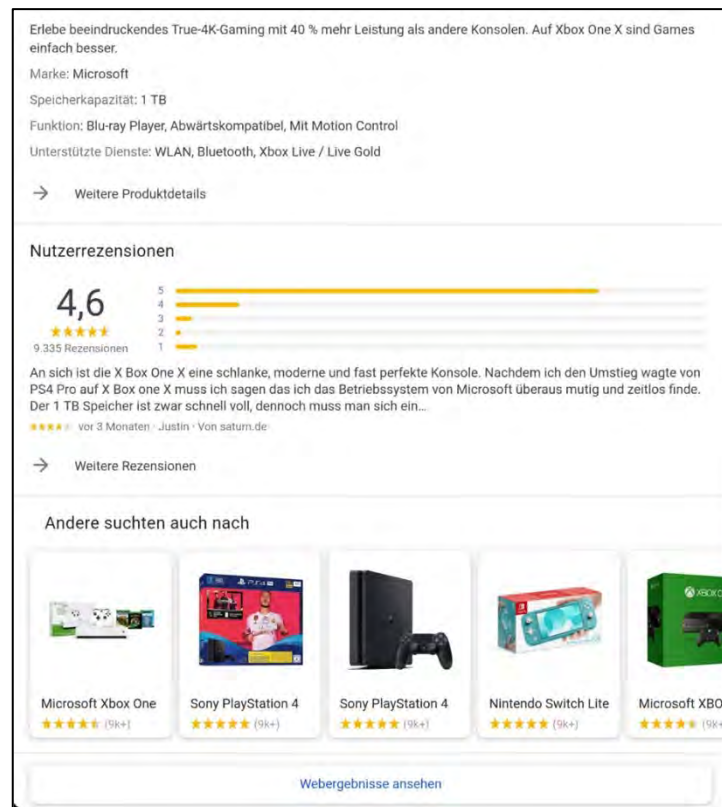 Erlebe beeindruckendes True-4K-Gaming mit 40 % mehr Leistung als andere Konsolen. Auf Xbox One X sind Games
einfach besser.
Marke: Microsoft
Speicherkapazität: 1 TB
Funktion: Blu-ray Player, Abwärtskompatibel, Mit Motion Control
Unterstützte Dienste: WLAN, Bluetooth, Xbox Live / Live Gold
Weitere Produktdetails
Nutzerrezensionen
4,6
9.335 Rezensionen
5
4
3
2
1
An sich ist die X Box One X eine schlanke, moderne und fast perfekte Konsole. Nachdem ich den Umstieg wagte von
PS4 Pro auf X Box one X muss ich sagen das ich das Betriebssystem von Microsoft überaus mutig und zeitlos finde.
Der 1 TB Speicher ist zwar schnell voll, dennoch muss man sich ein...
vor 3 Monaten · Justin · Von saturn.de
Weitere Rezensionen
Andere suchten auch nach
PS4
XBOX O
Microsoft Xbox One
Sony PlayStation 4
Sony PlayStation 4
Nintendo Switch Lite
Microsoft XBO
(9k+)
(9k+)
(9k+)
(9k+)
(9k+
Webergebnisse ansehen